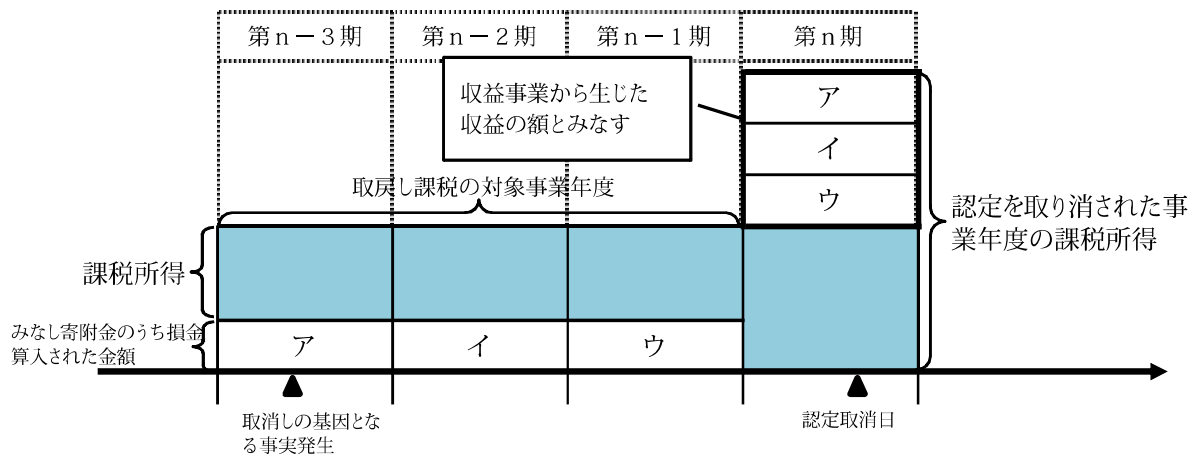 第ｎ－３期
第ｎ－２期
第ｎ－１期
第ｎ期
収益事業から生じた
収益の額とみなす
ア
イ
ウ
取戻し課税の対象事業年度
認定を取り消された事
業年度の課税所得
課税所得
みなし寄附金のうち損金
算入された金額
ア
イ
ウ
取消しの基因とな
る事実発生
認定取消日